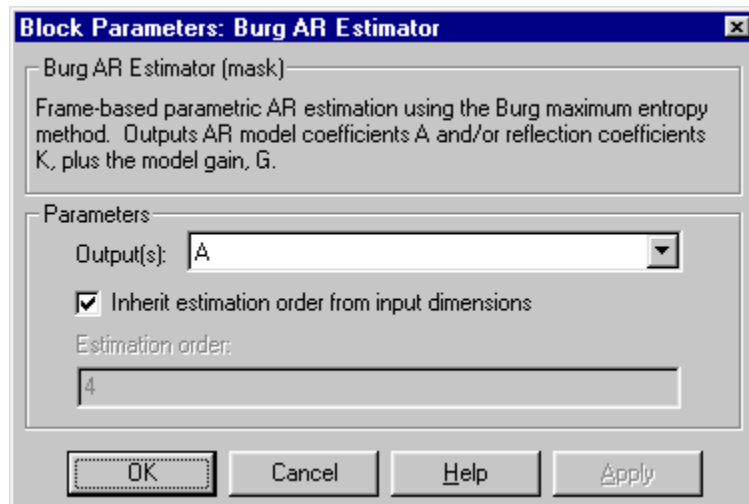 Block Parameters: Burg AR Estimator
Burg AR Estimator (mask)
Frame-based parametric AR estimation using the Burg maximum entropy
method. Outputs AR model coefficients A and/or reflection coefficients
K, plus the model gain, G.
Parameters
Output(s): A
Inherit estimation order from input dimensions
Estimation order:
4
OK Cancel Help Apply